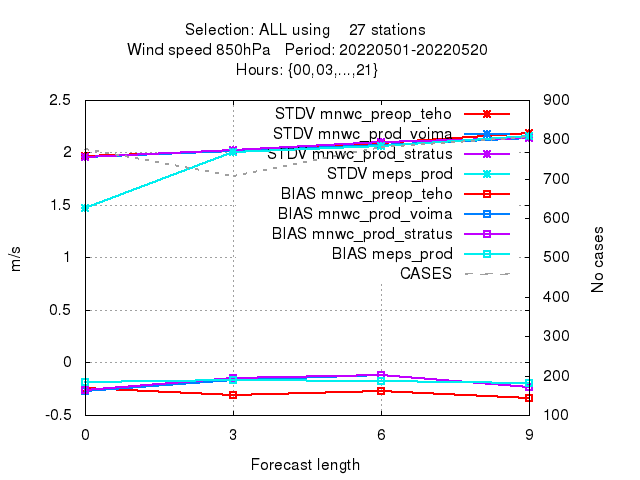 Selection: ALL using 27 stations
Wind speed 850hPa Period: 20220501-20220520
Hours: {00,03,...,21}
2.5
2
1.5
1
0.5
0
-0.5
m/s
STDV mnwc_preop_teho
STDV mnwc_prod_voima
STDV mnwc_prod_stratus
STDV meps_prod
BIAS mnwc_preop_teho
BIAS mnwc_prod_voima
BIAS mnwc_prod_stratus
BIAS meps_prod
CASES
900
800
700
600
500
400
300
200
100
No cases
0 3 6 9
Forecast length